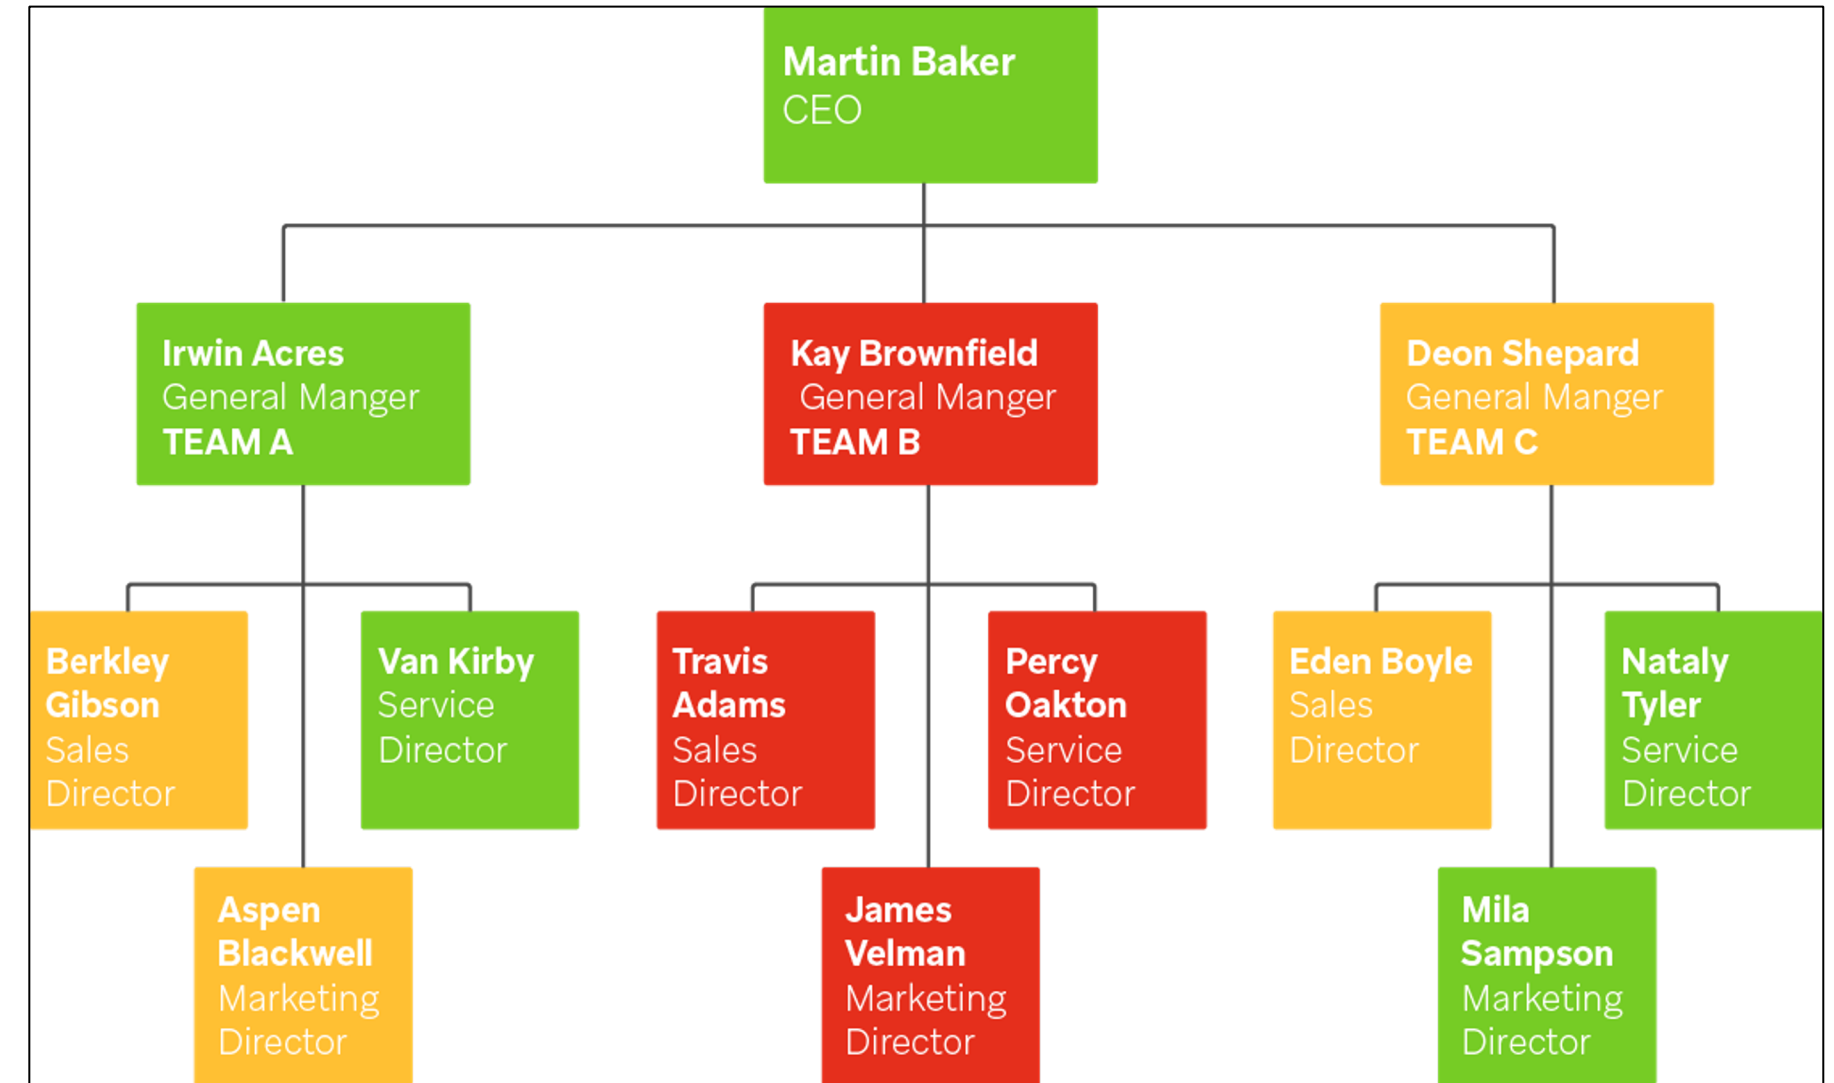 Martin Baker
CEO
Irwin Acres
General Manger
TEAM A
Kay Brownfield
General Manger
TEAM B
Deon Shepard
General Manger
TEAM C
Berkley
Gibson
Sales
Director
Van Kirby
Service
Director
Travis
Adams
Sales
Director
Percy
Oakton
Service
Director
Eden Boyle
Sales
Director
Nataly
Tyler
Service
Director
Aspen
Blackwell
Marketing
Director
James
Velman
Marketing
Director
Mila
Sampson
Marketing
Director